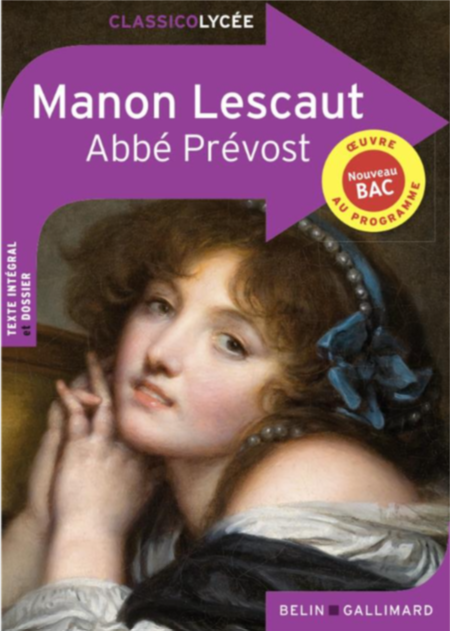 CLASSICOLYCÉE
Manon Lescaut
Abbé Prévost
ŒUVRE
Nouveau
BAC
AU PROGRAMME
TEXTE INTÉGRAL
et DOSSIER
BELIN GALLIMARD